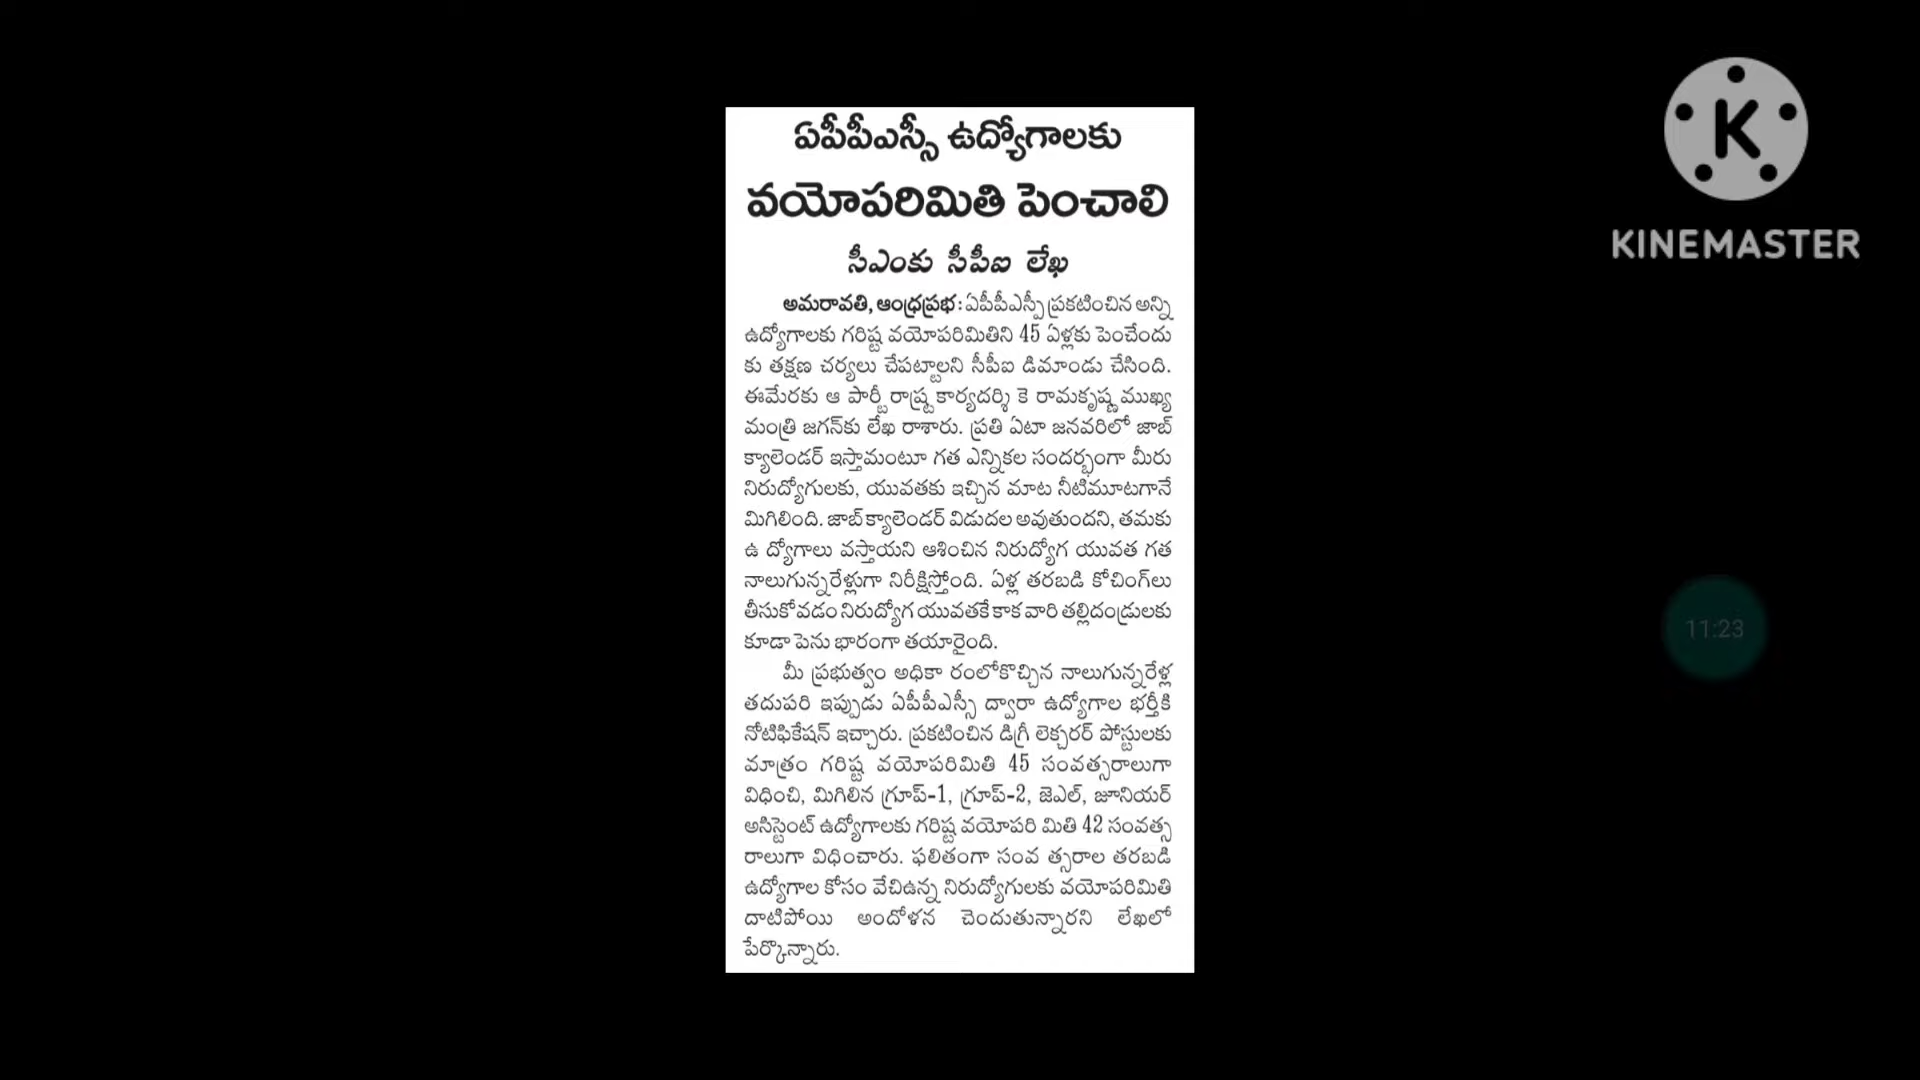 ఏపీపీఎస్సీ ఉద్యోగాలకు
వయోపరిమితి పెంచాలి
సీఎంకు సీపీఐ లేఖ
అమరావతి, ఆంధ్రప్రభ: ఏపీపీఎస్సీ ప్రకటించిన అన్ని
ఉద్యోగాలకు గరిష్ట వయోపరిమితిని 45 ఏళ్లకు పెంచేందు
కు తక్షణ చర్యలు చేపట్టాలని సీపీఐ డిమాండు చేసింది.
ఈమేరకు ఆ పార్టీ రాష్ట్ర కార్యదర్శి కె రామకృష్ణ ముఖ్య
మంత్రి జగన్‌కు లేఖ రాశారు. ప్రతి ఏటా జనవరిలో జాబ్
క్యాలెండర్ ఇస్తామంటూ గత ఎన్నికల సందర్భంగా మీరు
నిరుద్యోగులకు, యువతకు ఇచ్చిన మాట నీటిమూటగానే
మిగిలింది. జాబ్ క్యాలెండర్ విడుదల అవుతుందని, తమకు
ఉ ద్యోగాలు వస్తాయని ఆశించిన నిరుద్యోగ యువత గత
నాలుగున్నరేళ్లుగా నిరీక్షిస్తోంది. ఏళ్ల తరబడి కోచింగ్‌లు
తీసుకోవడం నిరుద్యోగ యువతకే కాక వారి తల్లిదండ్రులకు
కూడా పెను భారంగా తయారైంది.
మీ ప్రభుత్వం అధికా రంలోకొచ్చిన నాలుగున్నరేళ్ల
తదుపరి ఇప్పుడు ఏపీపీఎస్సీ ద్వారా ఉద్యోగాల భర్తీకి
నోటిఫికేషన్ ఇచ్చారు. ప్రకటించిన డిగ్రీ లెక్చరర్ పోస్టులకు
మాత్రం గరిష్ట వయోపరిమితి 45 సంవత్సరాలుగా
విధించి, మిగిలిన గ్రూప్-1, గ్రూప్-2, జెఎల్, జూనియర్
అసిస్టెంట్ ఉద్యోగాలకు గరిష్ట వయోపరి మితి 42 సంవత్స
రాలుగా విధించారు. ఫలితంగా సంవ త్సరాల తరబడి
ఉద్యోగాల కోసం వేచిఉన్న నిరుద్యోగులకు వయోపరిమితి
దాటిపోయి అందోళన చెందుతున్నారని లేఖలో
పేర్కొన్నారు.
K
KINEMASTER
11:23